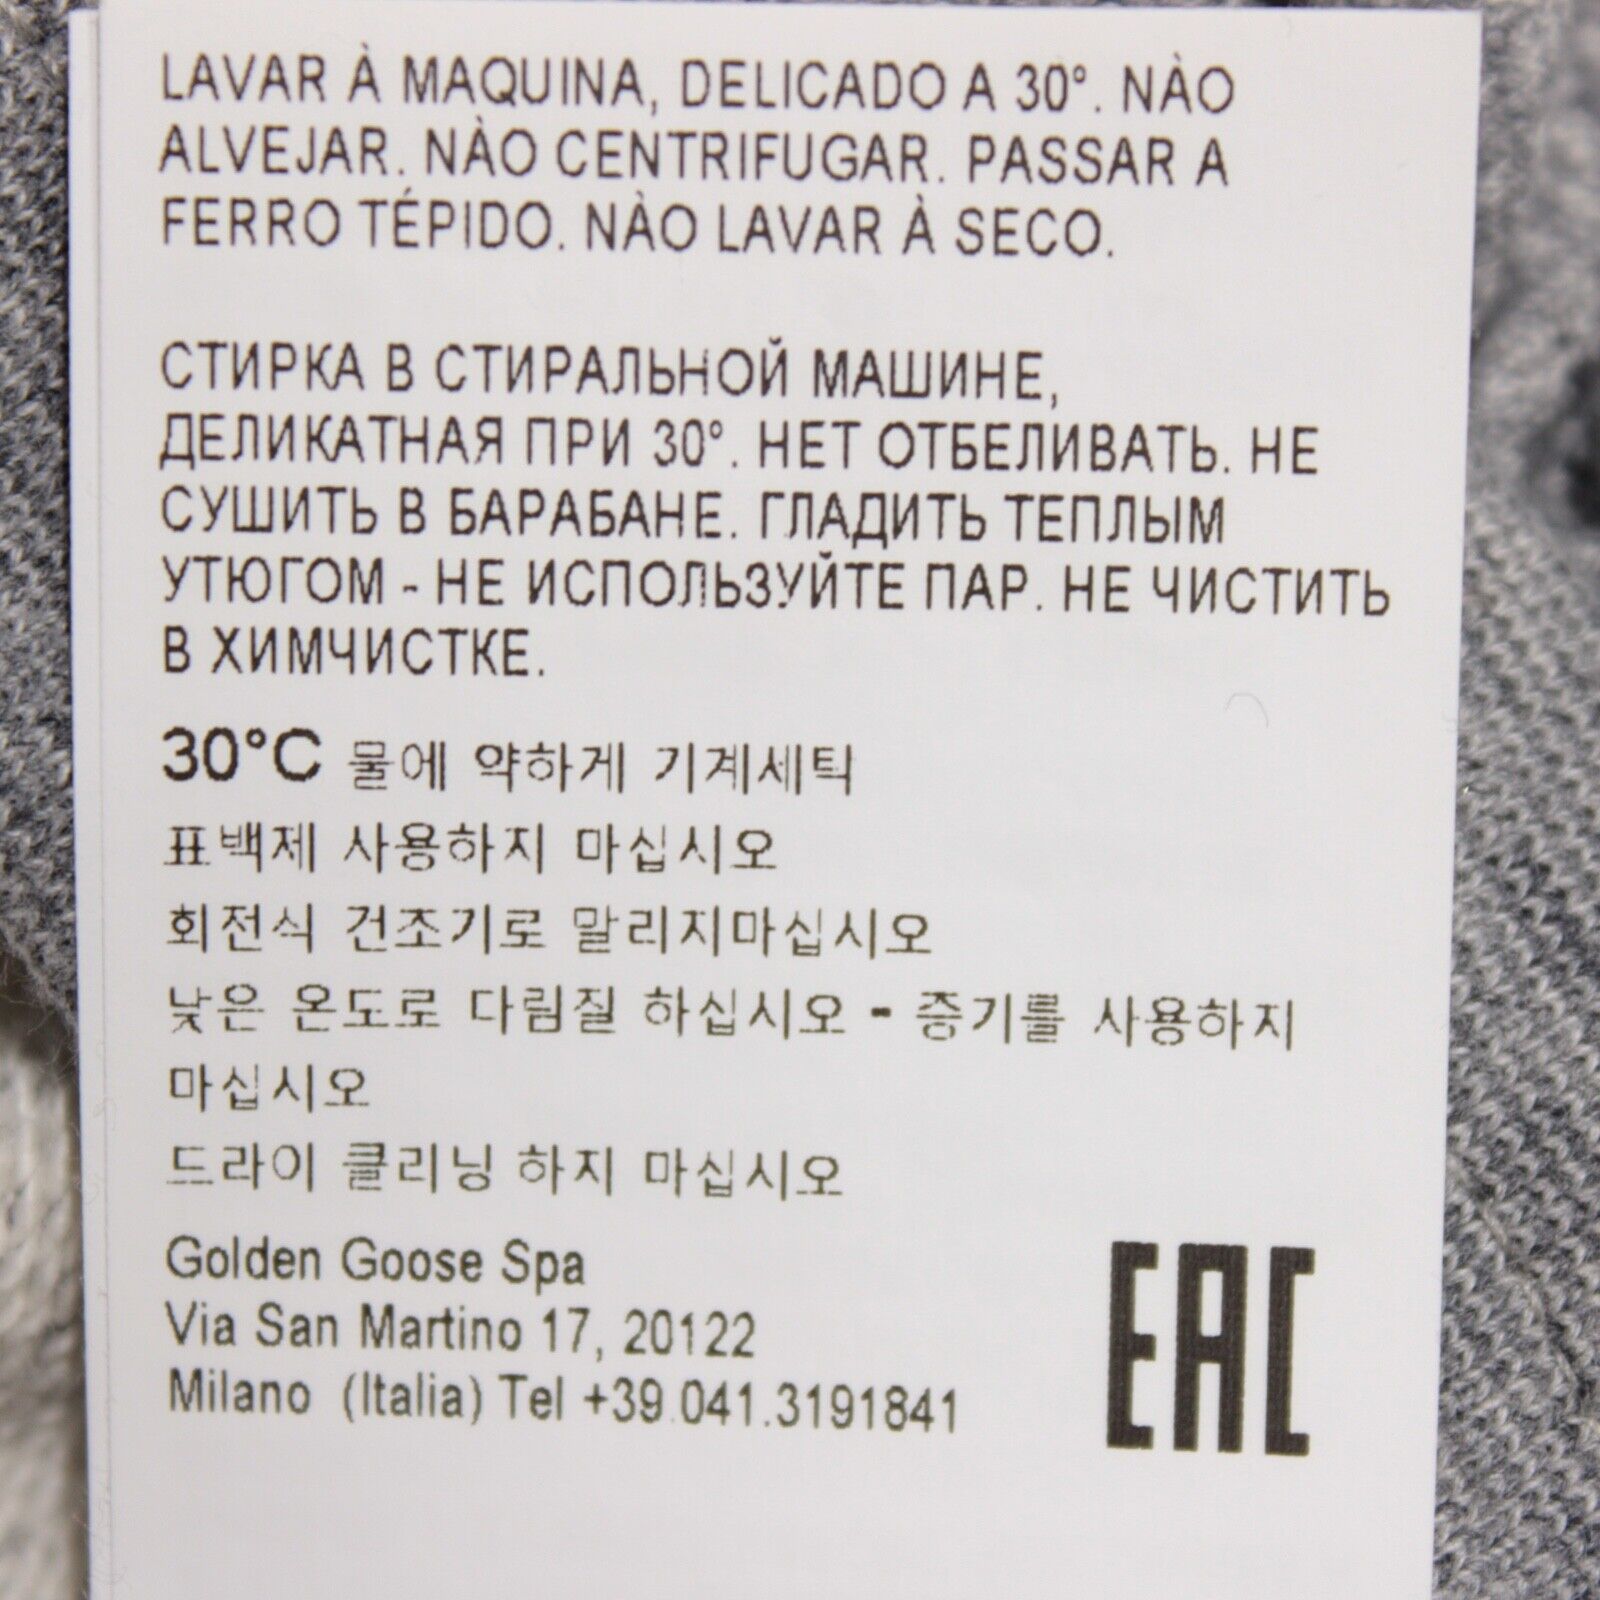 LAVAR À MAQUINA, DELICADO A 30°. NÀO
ALVEJAR. NÀO CENTRIFUGAR. PASSAR A
FERRO TÉPIDO. NÀO LAVAR À SECO.
СТИРКА В СТИРАЛЬНОЙ МАШИНЕ,
ДЕЛИКАТНАЯ ПРИ 30°. НЕТ ОТБЕЛИВАТЬ. НЕ
СУШИТЬ В БАРАБАНЕ. ГЛАДИТЬ ТЕПЛЫМ
УТЮГОМ - НЕ ИСПОЛЬЗУЙТЕ ПАР. НЕ ЧИСТИТЬ
В ХИМЧИСТКЕ.
30°C 물에 약하게 기계세탁
표백제 사용하지 마십시오
회전식 건조기로 말리지마십시오
낮은 온도로 다림질 하십시오 - 증기를 사용하지
마십시오
드라이 클리닝 하지 마십시오
Golden Goose Spa
Via San Martino 17, 20122
Milano (Italia) Tel +39.041.3191841
EAC